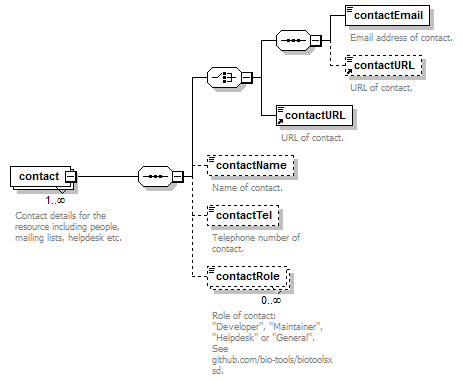 contactEmail
Email address of contact.
contactURL
URL of contact.
contactURL
URL of contact.
contact
1..∞
Contact details for the
resource including people,
mailing lists, helpdesk etc.
contactName
Name of contact.
contactTel
Telephone number of
contact.
contactRole
0..∞
Role of contact:
"Developer", "Maintainer",
"Helpdesk" or "General".
See
github.com/bio-tools/biotoolsx
sd.